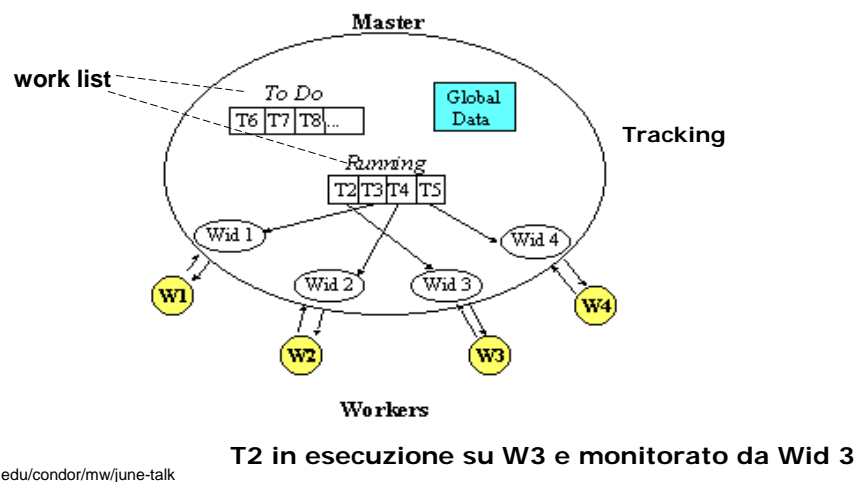 Master
work list
To Do
T6 T7 T8 ...
Global
Data
Tracking
Running
T2 T3 T4 T5
Wid 1
Wid 4
Wid 2
Wid 3
W1
W4
W2
W3
Workers
T2 in esecuzione su W3 e monitorato da Wid 3
edu/condor/mw/june-talk